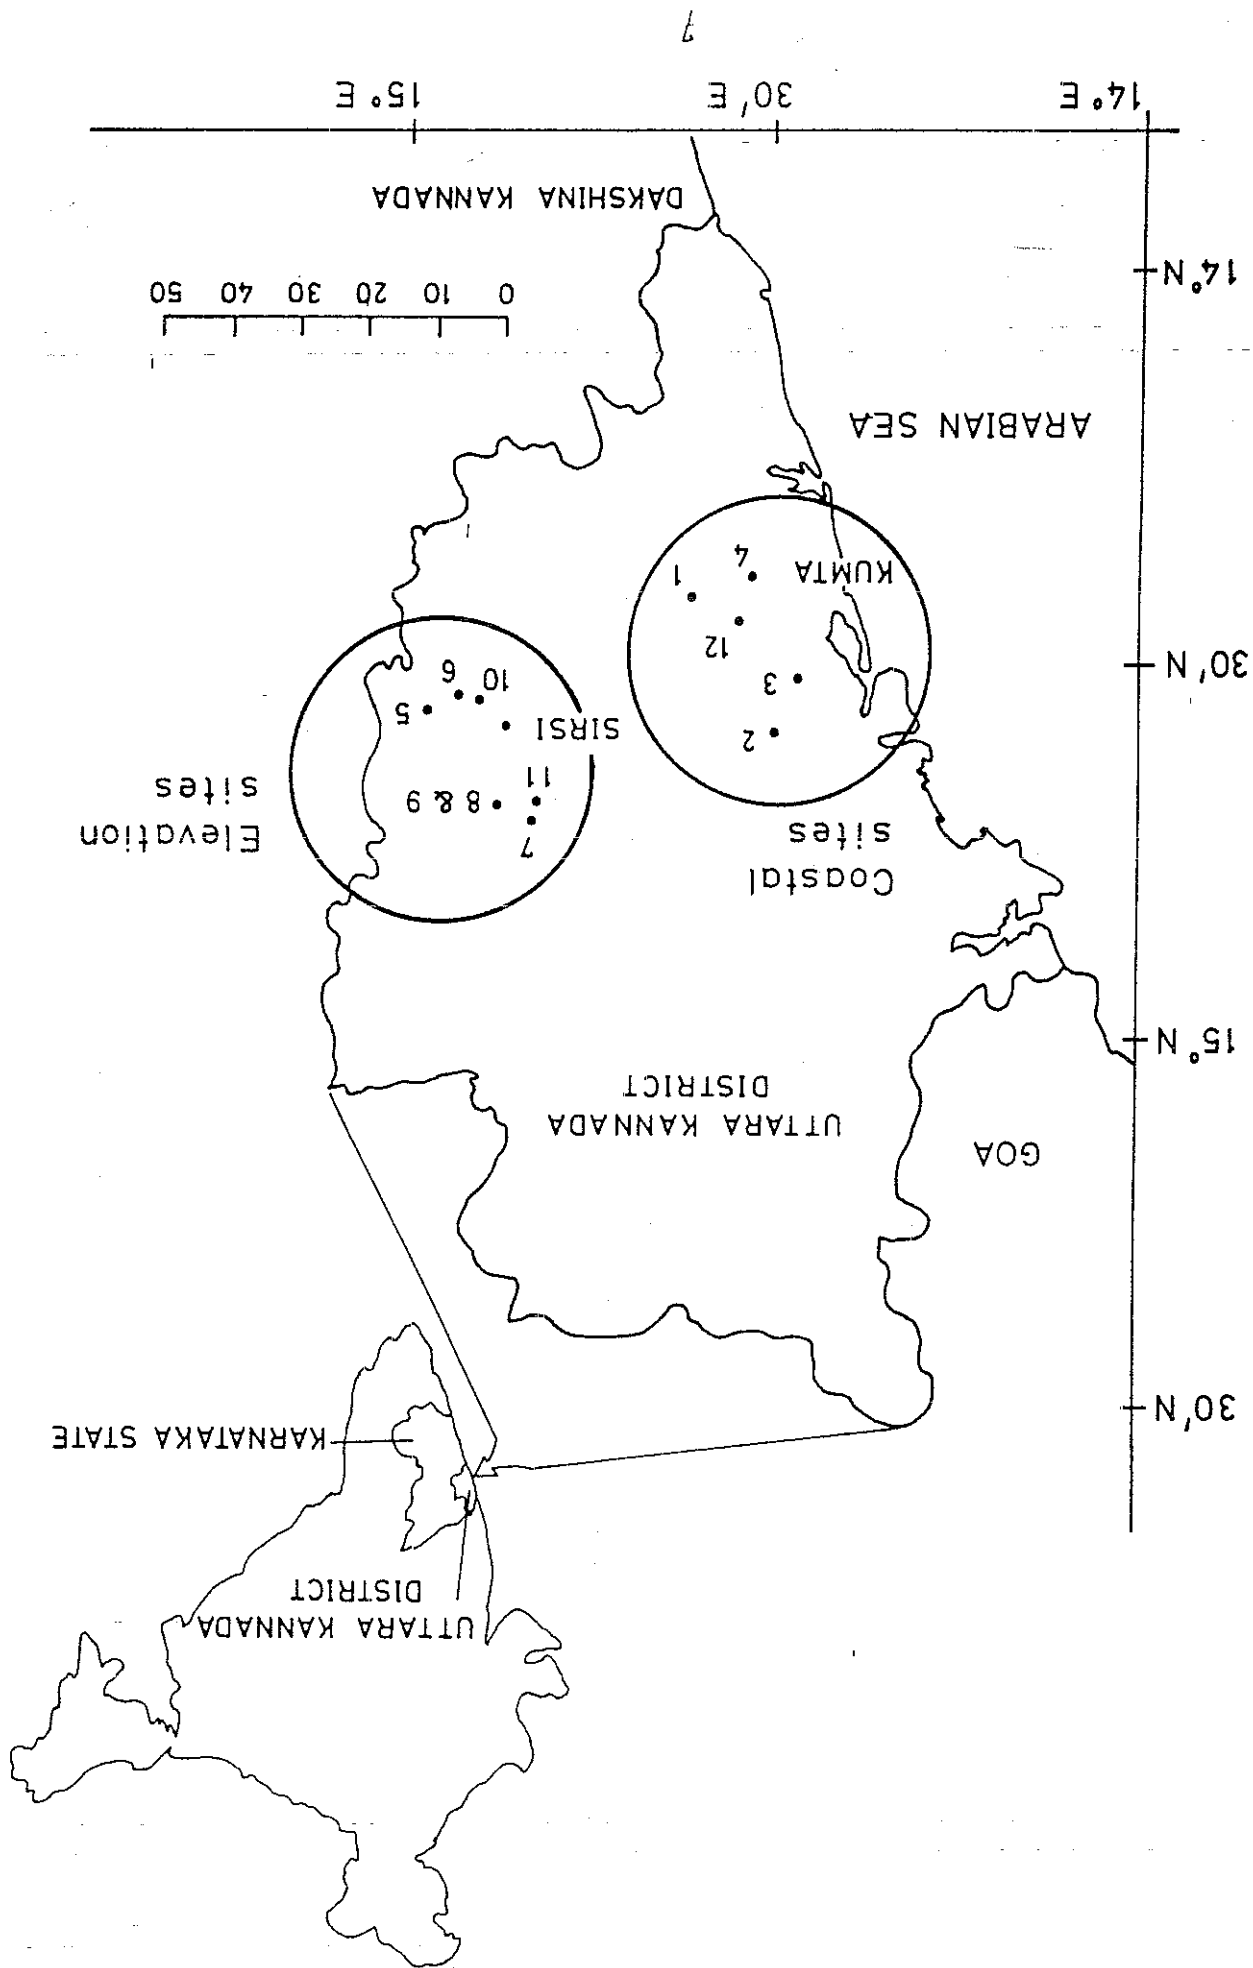 UTTARA KANNADA
DISTRICT
KARNATAKA STATE
30' N
GOA
UTTARA KANNADA
DISTRICT
15° N
Coastal
sites
Elevation
sites
7
11
8 & 9
SIRSI
5
6
10
2
3
12
1
4
KUMTA
30' N
ARABIAN SEA
0 10 20 30 40 50
14° N
DAKSHINA KANNADA
14° E
30' E
15° E